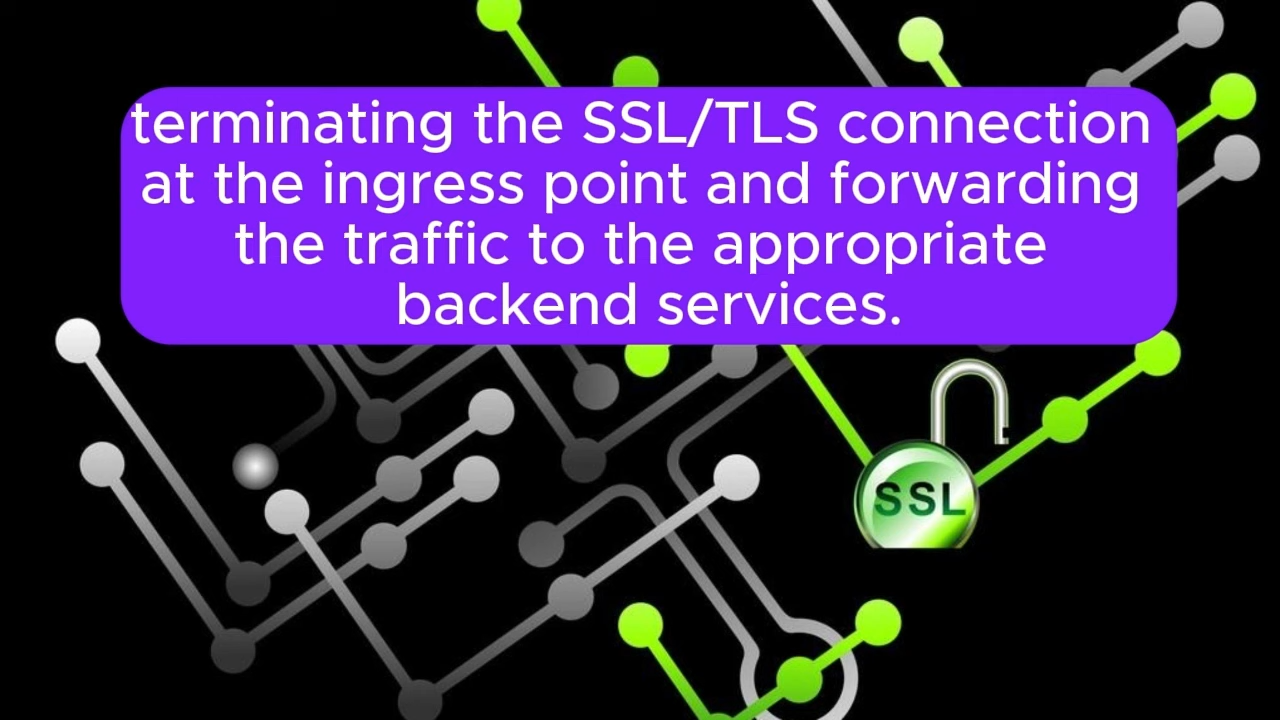 terminating the SSL/TLS connection
at the ingress point and forwarding
the traffic to the appropriate
backend services.
SSL